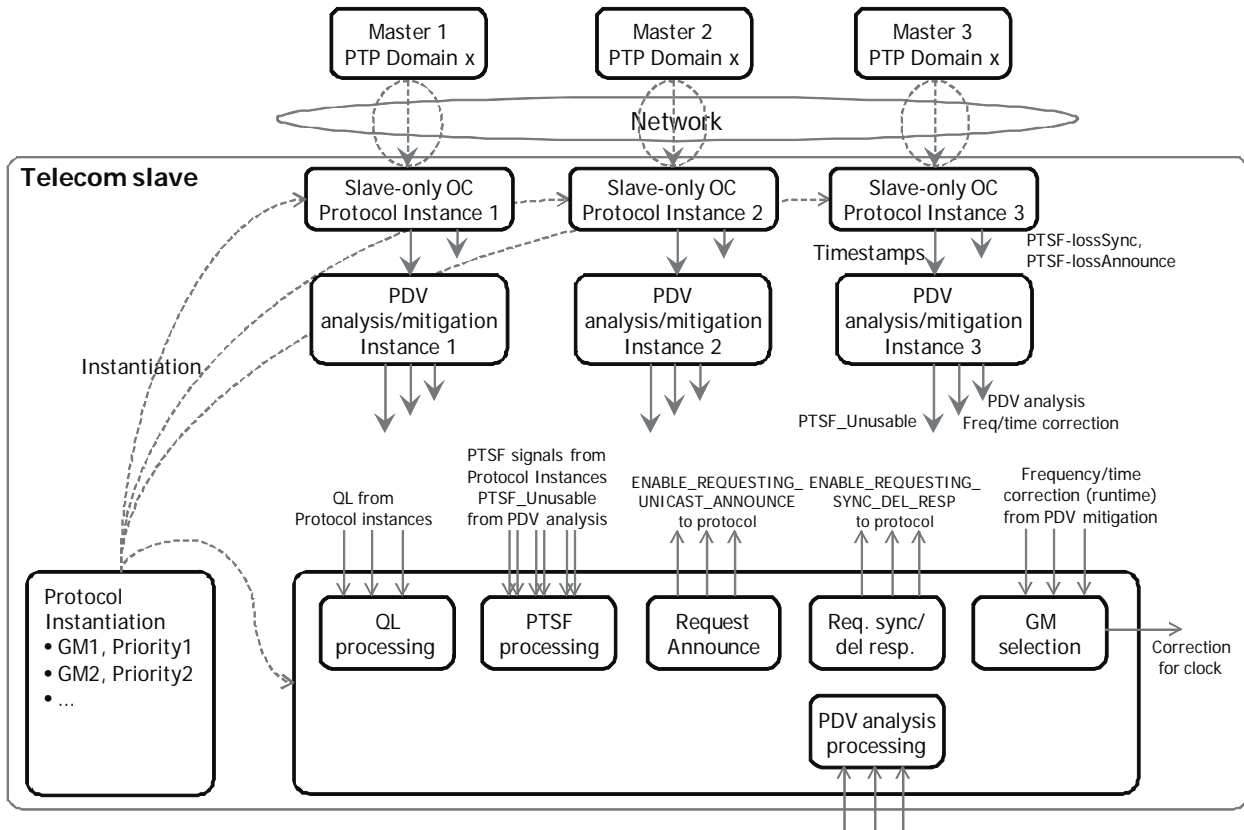 Master 1
PTP Domain x
Master 2
PTP Domain x
Master 3
PTP Domain x
Network
Telecom slave
Slave-only OC
Protocol Instance 1
Slave-only OC
Protocol Instance 2
Slave-only OC
Protocol Instance 3
Timestamps
PTSF-lossSync,
PTSF-lossAnnounce
PDV
analysis/mitigation
Instance 1
PDV
analysis/mitigation
Instance 2
PDV
analysis/mitigation
Instance 3
Instantiation
PTSF_Unusable
PDV analysis
Freq/time correction
QL from
Protocol instances
PTSF signals from
Protocol Instances
PTSF_Unusable
from PDV analysis
ENABLE_REQUESTING_
UNICAST_ANNOUNCE
to protocol
ENABLE_REQUESTING_
SYNC_DEL_RESP
to protocol
Frequency/time
correction (runtime)
from PDV mitigation
Protocol
Instantiation
• GM1, Priority1
• GM2, Priority2
• ...
QL
processing
PTSF
processing
Request
Announce
Req. sync/
del resp.
GM
selection
Correction
for clock
PDV analysis
processing